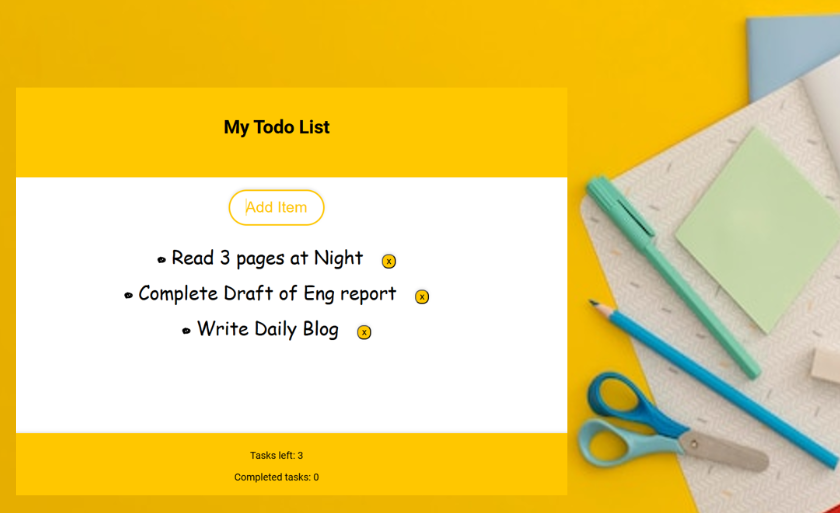 My Todo List
Add Item
Read 3 pages at Night x
Complete Draft of Eng report x
Write Daily Blog x
Tasks left: 3
Completed tasks: 0